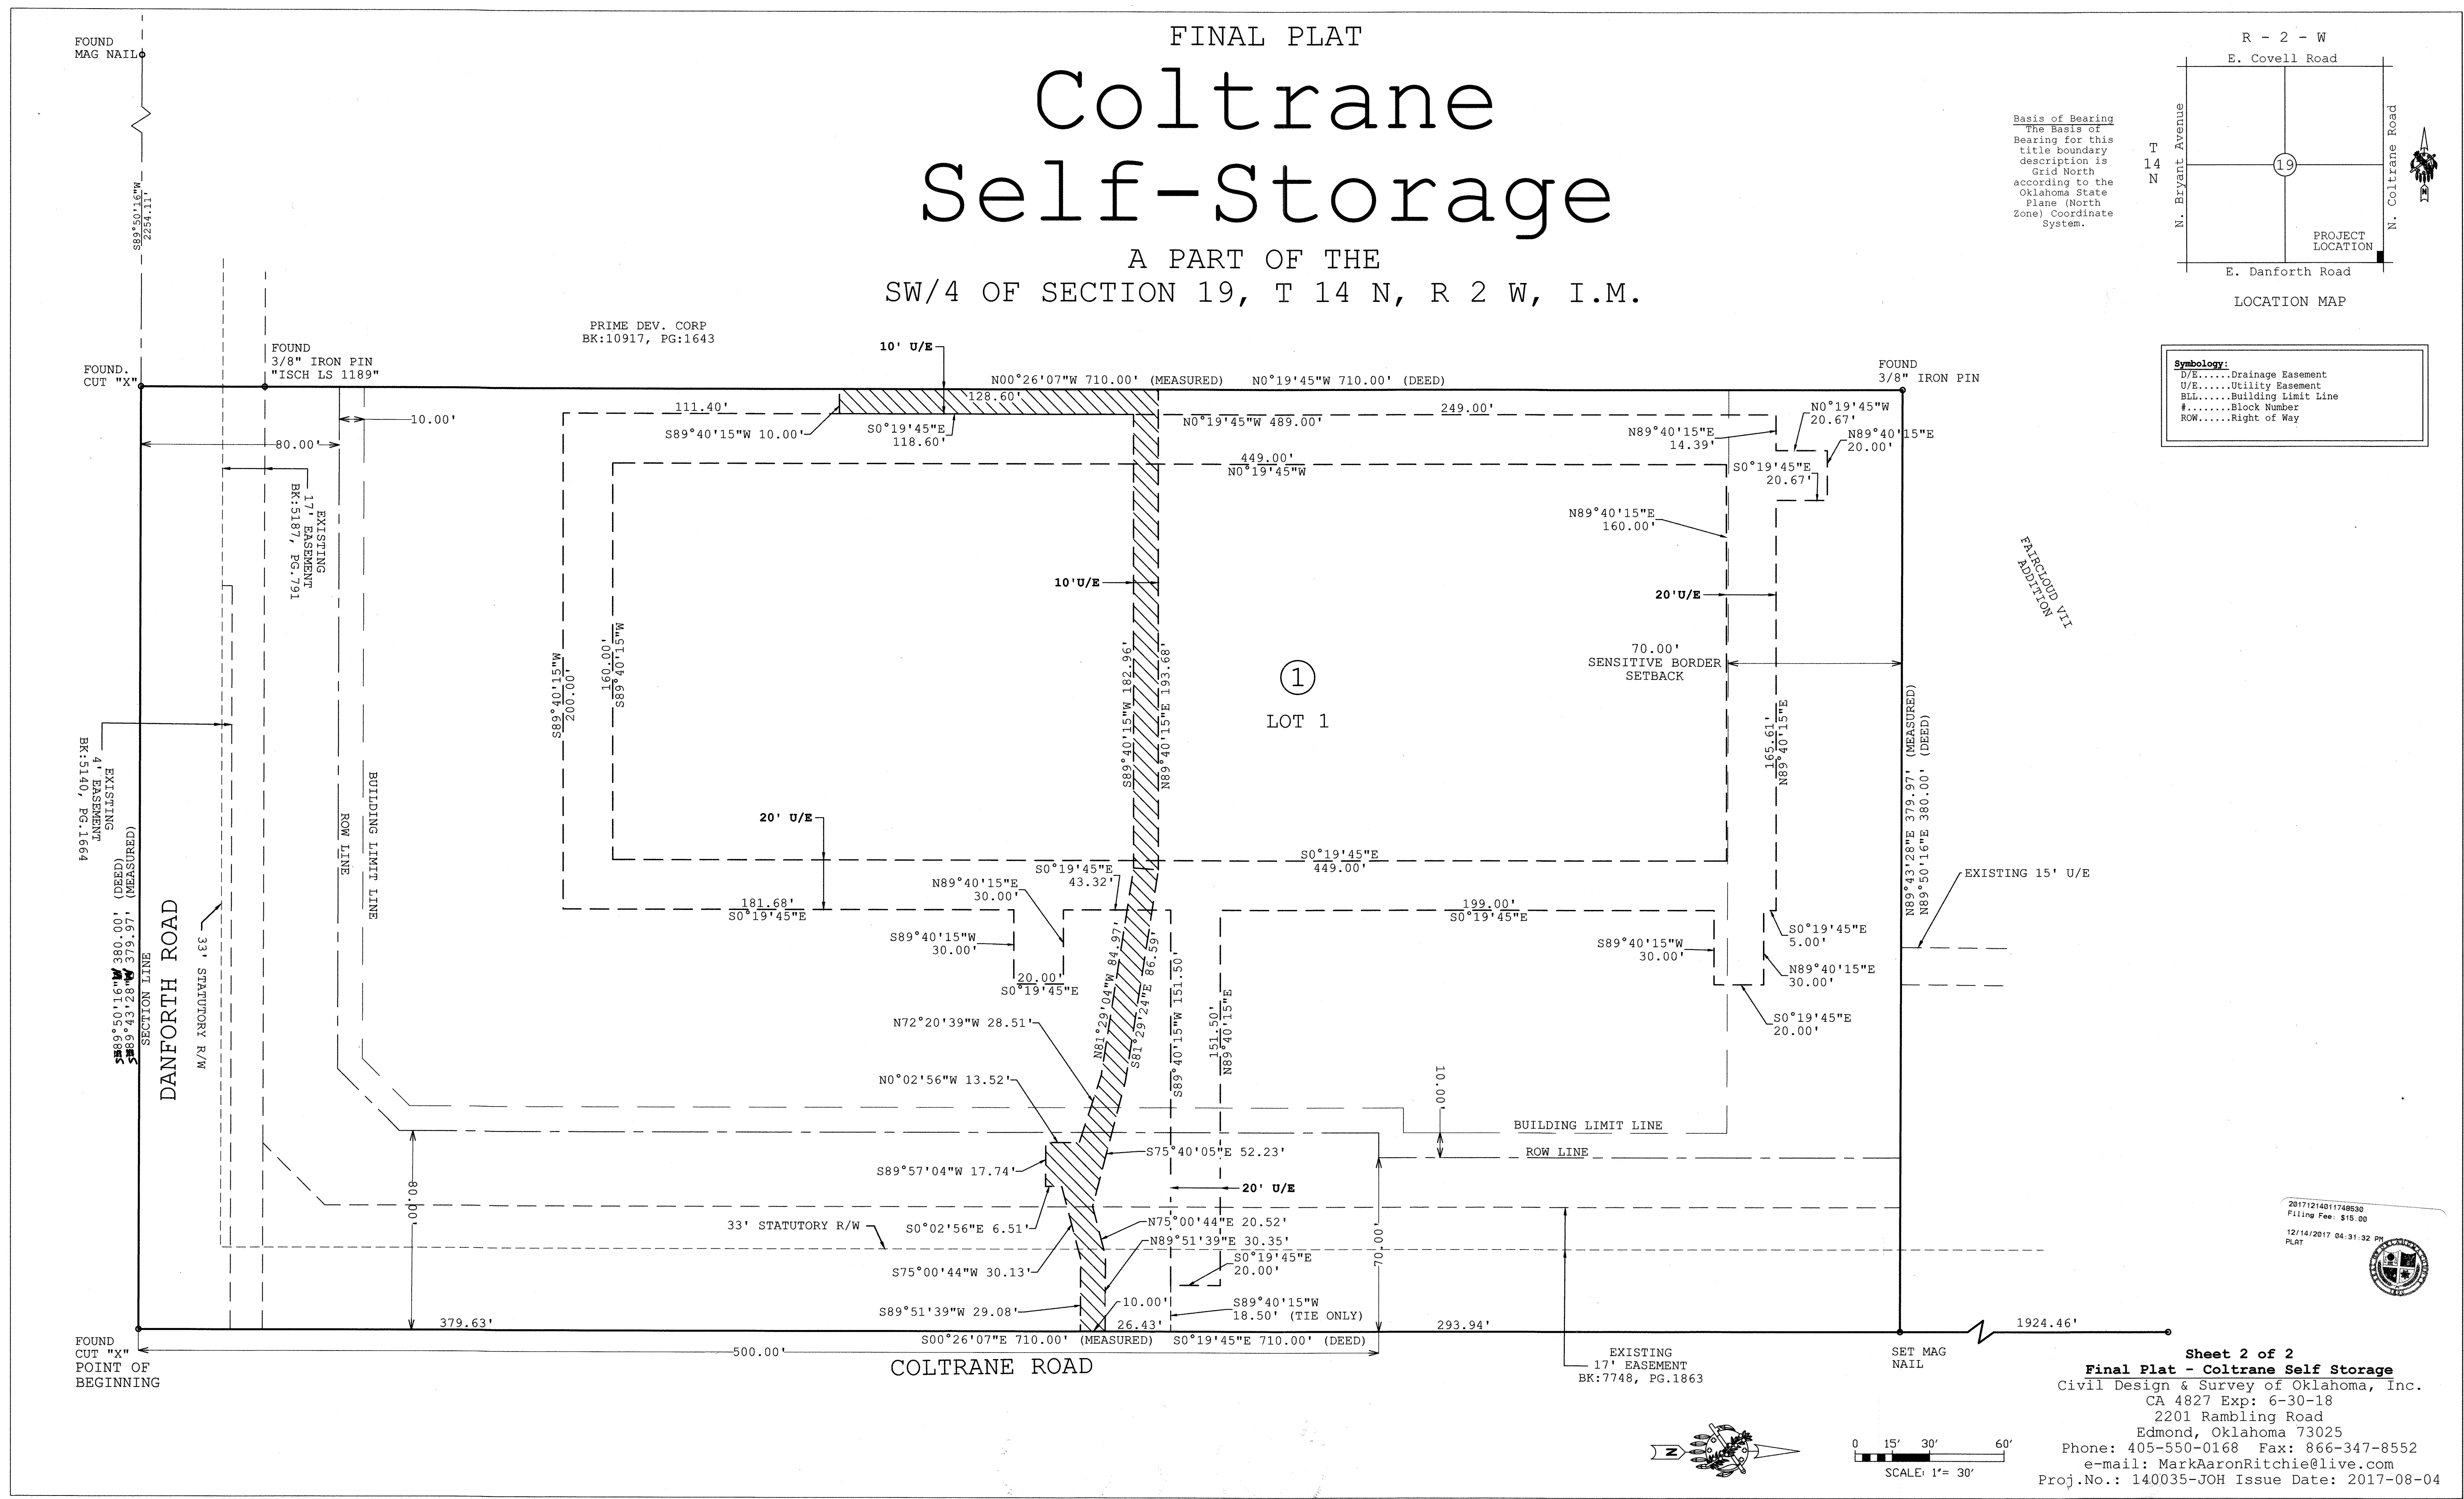 FINAL PLAT
Coltrane
Self-Storage
A PART OF THE
SW/4 OF SECTION 19, T 14 N, R 2 W, I.M.
FOUND
MAG NAIL
S89°50'16"W
2254.11'
R - 2 - W
E. Covell Road
T
14
N
N. Bryant Avenue
19
N. Coltrane Road
PROJECT
LOCATION
E. Danforth Road
LOCATION MAP
N
Basis of Bearing
The Basis of
Bearing for this
title boundary
description is
Grid North
according to the
Oklahoma State
Plane (North
Zone) Coordinate
System.
Symbology:
D/E......Drainage Easement
U/E......Utility Easement
BLL......Building Limit Line
#........Block Number
ROW......Right of Way
FOUND.
CUT "X"
FOUND
3/8" IRON PIN
"ISCH LS 1189"
PRIME DEV. CORP
BK:10917, PG:1643
10' U/E
N00°26'07"W 710.00' (MEASURED)
N0°19'45"W 710.00' (DEED)
FOUND
3/8" IRON PIN
10.00'
80.00'
111.40'
128.60'
S89°40'15"W 10.00'
S0°19'45"E
118.60'
N0°19'45"W 489.00'
249.00'
N89°40'15"E
14.39'
N0°19'45"W
20.67'
N89°40'15"E
20.00'
S0°19'45"E
20.67'
449.00'
N0°19'45"W
N89°40'15"E
160.00'
EXISTING
17' EASEMENT
BK:5187, PG.791
10'U/E
20'U/E
FAIRCLOUD VII
ADDITION
S89°40'15"W
200.00'
160.00'
S89°40'15"W
S89°40'15"W 182.96'
N89°40'15"E 193.68'
1
LOT 1
70.00'
SENSITIVE BORDER
SETBACK
165.61'
N89°40'15"E
N89°43'28"E 379.97' (MEASURED)
N89°50'16"E 380.00' (DEED)
EXISTING
4' EASEMENT
BK:5140, PG.1664
ROW LINE
BUILDING LIMIT LINE
20' U/E
S0°19'45"E
449.00'
S0°19'45"E
43.32'
N89°40'15"E
30.00'
EXISTING 15' U/E
181.68'
S0°19'45"E
199.00'
S0°19'45"E
S89°40'15"W
30.00'
20.00'
S0°19'45"E
S89°40'15"W
30.00'
S0°19'45"E
5.00'
N89°40'15"E
30.00'
S0°19'45"E
20.00'
S89°50'16"W 380.00' (DEED)
S89°43'28"W 379.97' (MEASURED)
SECTION LINE
DANFORTH ROAD
33' STATUTORY R/W
N81°29'04"W 84.97'
S81°29'24"E 86.59'
S89°40'15"W 151.50'
151.50'
N89°40'15"E
N72°20'39"W 28.51'
N0°02'56"W 13.52'
10.00'
BUILDING LIMIT LINE
ROW LINE
S75°40'05"E 52.23'
S89°57'04"W 17.74'
20' U/E
80.00'
33' STATUTORY R/W
S0°02'56"E 6.51'
N75°00'44"E 20.52'
N89°51'39"E 30.35'
S0°19'45"E
20.00'
70.00'
S75°00'44"W 30.13'
S89°51'39"W 29.08'
10.00'
S89°40'15"W
18.50' (TIE ONLY)
20171214011748530
Filing Fee: $15.00
12/14/2017 04:31:32 PM
PLAT
379.63'
26.43'
293.94'
1924.46'
S00°26'07"E 710.00' (MEASURED)
S0°19'45"E 710.00' (DEED)
500.00'
COLTRANE ROAD
FOUND
CUT "X"
POINT OF
BEGINNING
EXISTING
17' EASEMENT
BK:7748, PG.1863
SET MAG
NAIL
N
0 15' 30' 60'
SCALE: 1"= 30'
Sheet 2 of 2
Final Plat - Coltrane Self Storage
Civil Design & Survey of Oklahoma, Inc.
CA 4827 Exp: 6-30-18
2201 Rambling Road
Edmond, Oklahoma 73025
Phone: 405-550-0168 Fax: 866-347-8552
e-mail: MarkAaronRitchie@live.com
Proj.No.: 140035-JOH Issue Date: 2017-08-04